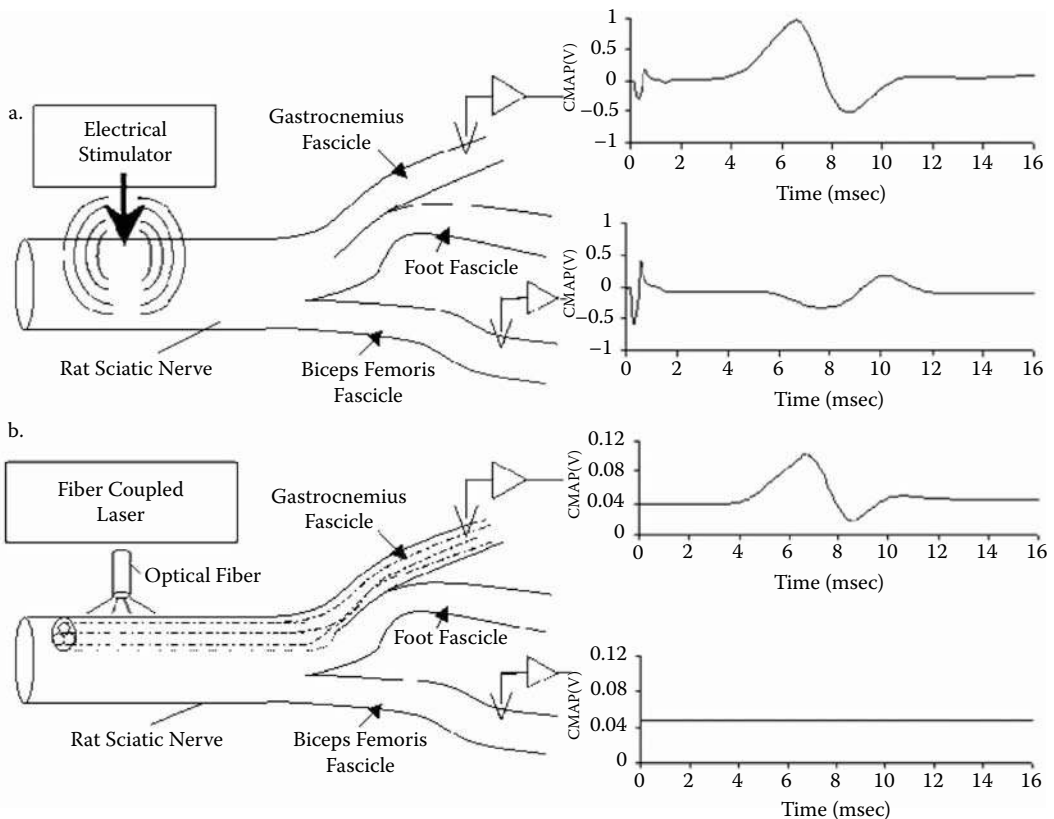 a.
Electrical
Stimulator
Gastrocnemius
Fascicle
Foot Fascicle
Rat Sciatic Nerve
Biceps Femoris
Fascicle
CMAP(V)
1
0.5
0
−0.5
−1
0 2 4 6 8 10 12 14 16
Time (msec)
CMAP(V)
1
0.5
0
−0.5
−1
0 2 4 6 8 10 12 14 16
Time (msec)
b.
Fiber Coupled
Laser
Optical Fiber
Gastrocnemius
Fascicle
Foot Fascicle
Rat Sciatic Nerve
Biceps Femoris
Fascicle
CMAP(V)
0.12
0.08
0.04
0
0 2 4 6 8 10 12 14 16
Time (msec)
CMAP(V)
0.12
0.08
0.04
0
0 2 4 6 8 10 12 14 16
Time (msec)